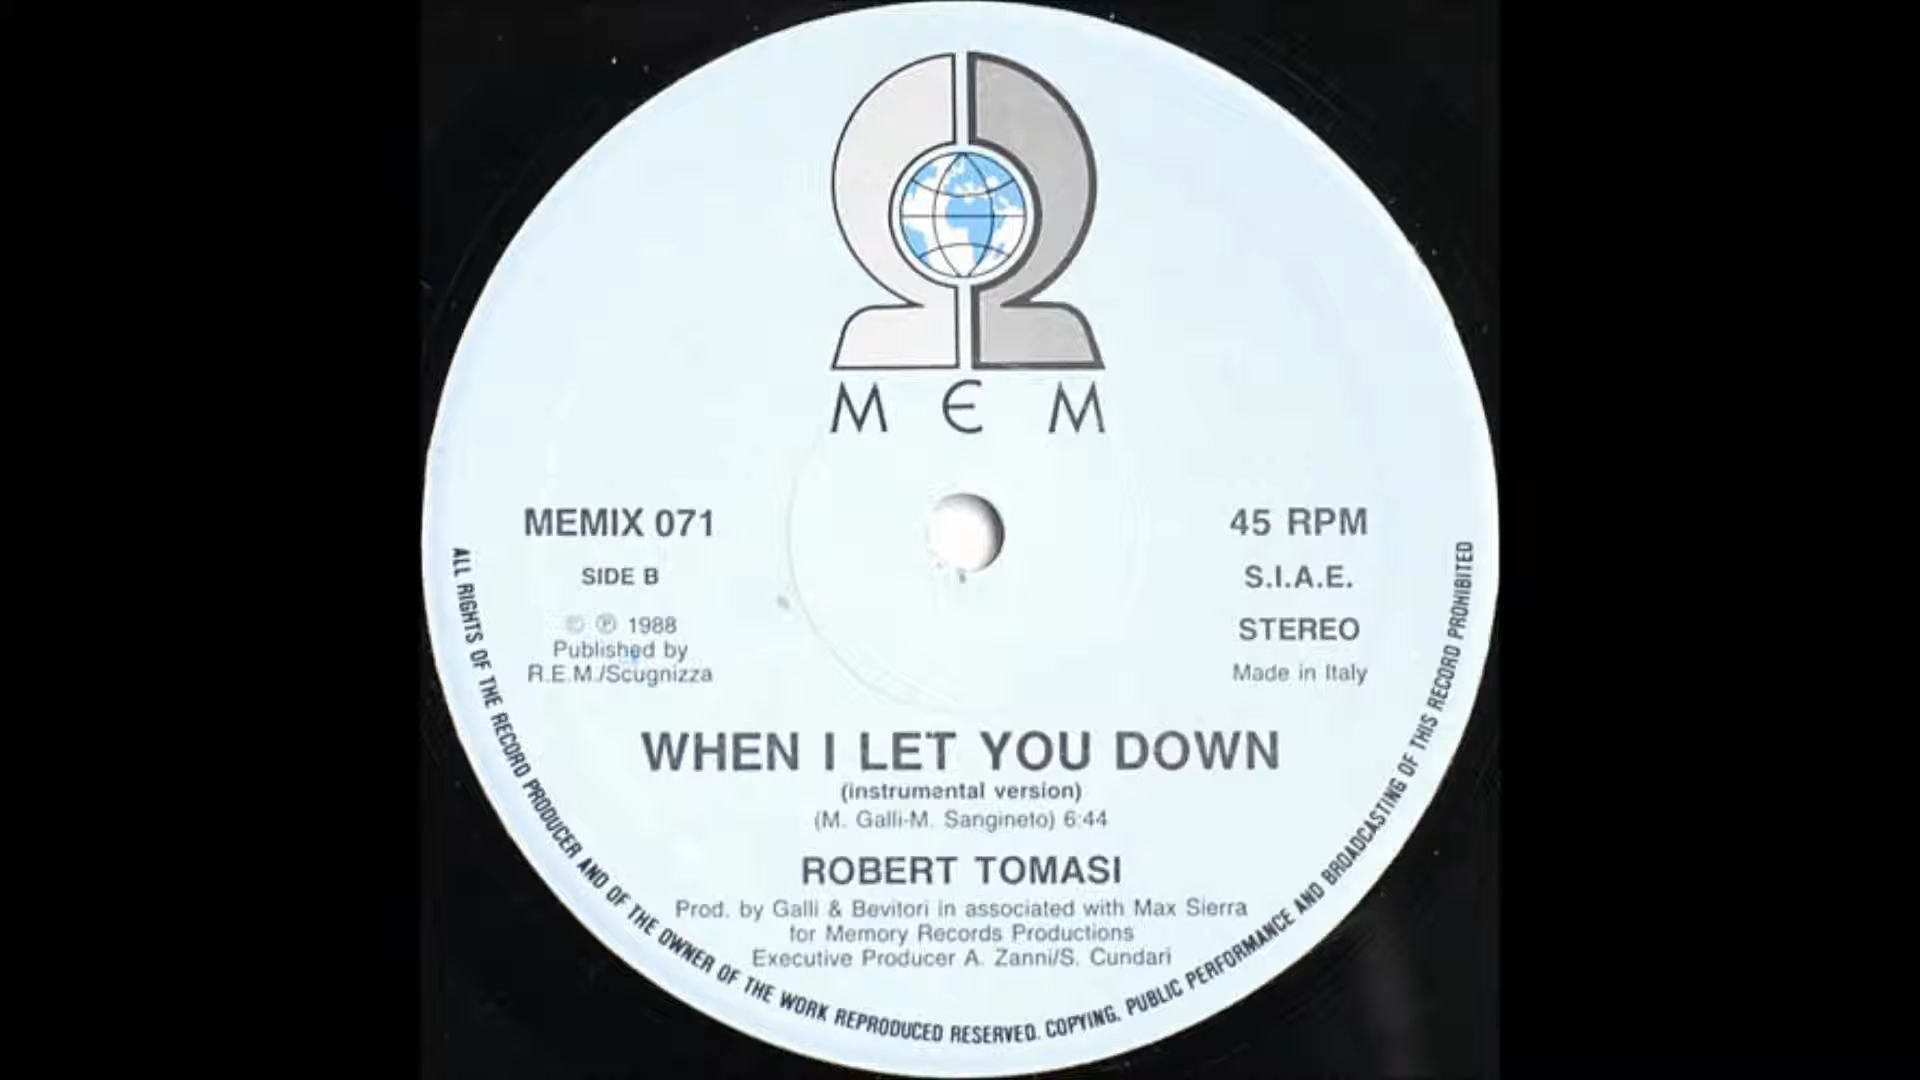 MEM
MEMIX 071
SIDE B
© ℗ 1988
Published by
R.E.M./Scugnizza
45 RPM
S.I.A.E.
STEREO
Made in Italy
WHEN I LET YOU DOWN
(instrumental version)
(M. Galli-M. Sangineto) 6:44
ROBERT TOMASI
Prod. by Galli & Bevitori in associated with Max Sierra
for Memory Records Productions
Executive Producer A. Zanni/S. Cundari
ALL RIGHTS OF THE RECORD PRODUCER AND OF THE OWNER OF THE WORK REPRODUCED RESERVED. COPYING, PUBLIC PERFORMANCE AND BROADCASTING OF THIS RECORD PROHIBITED